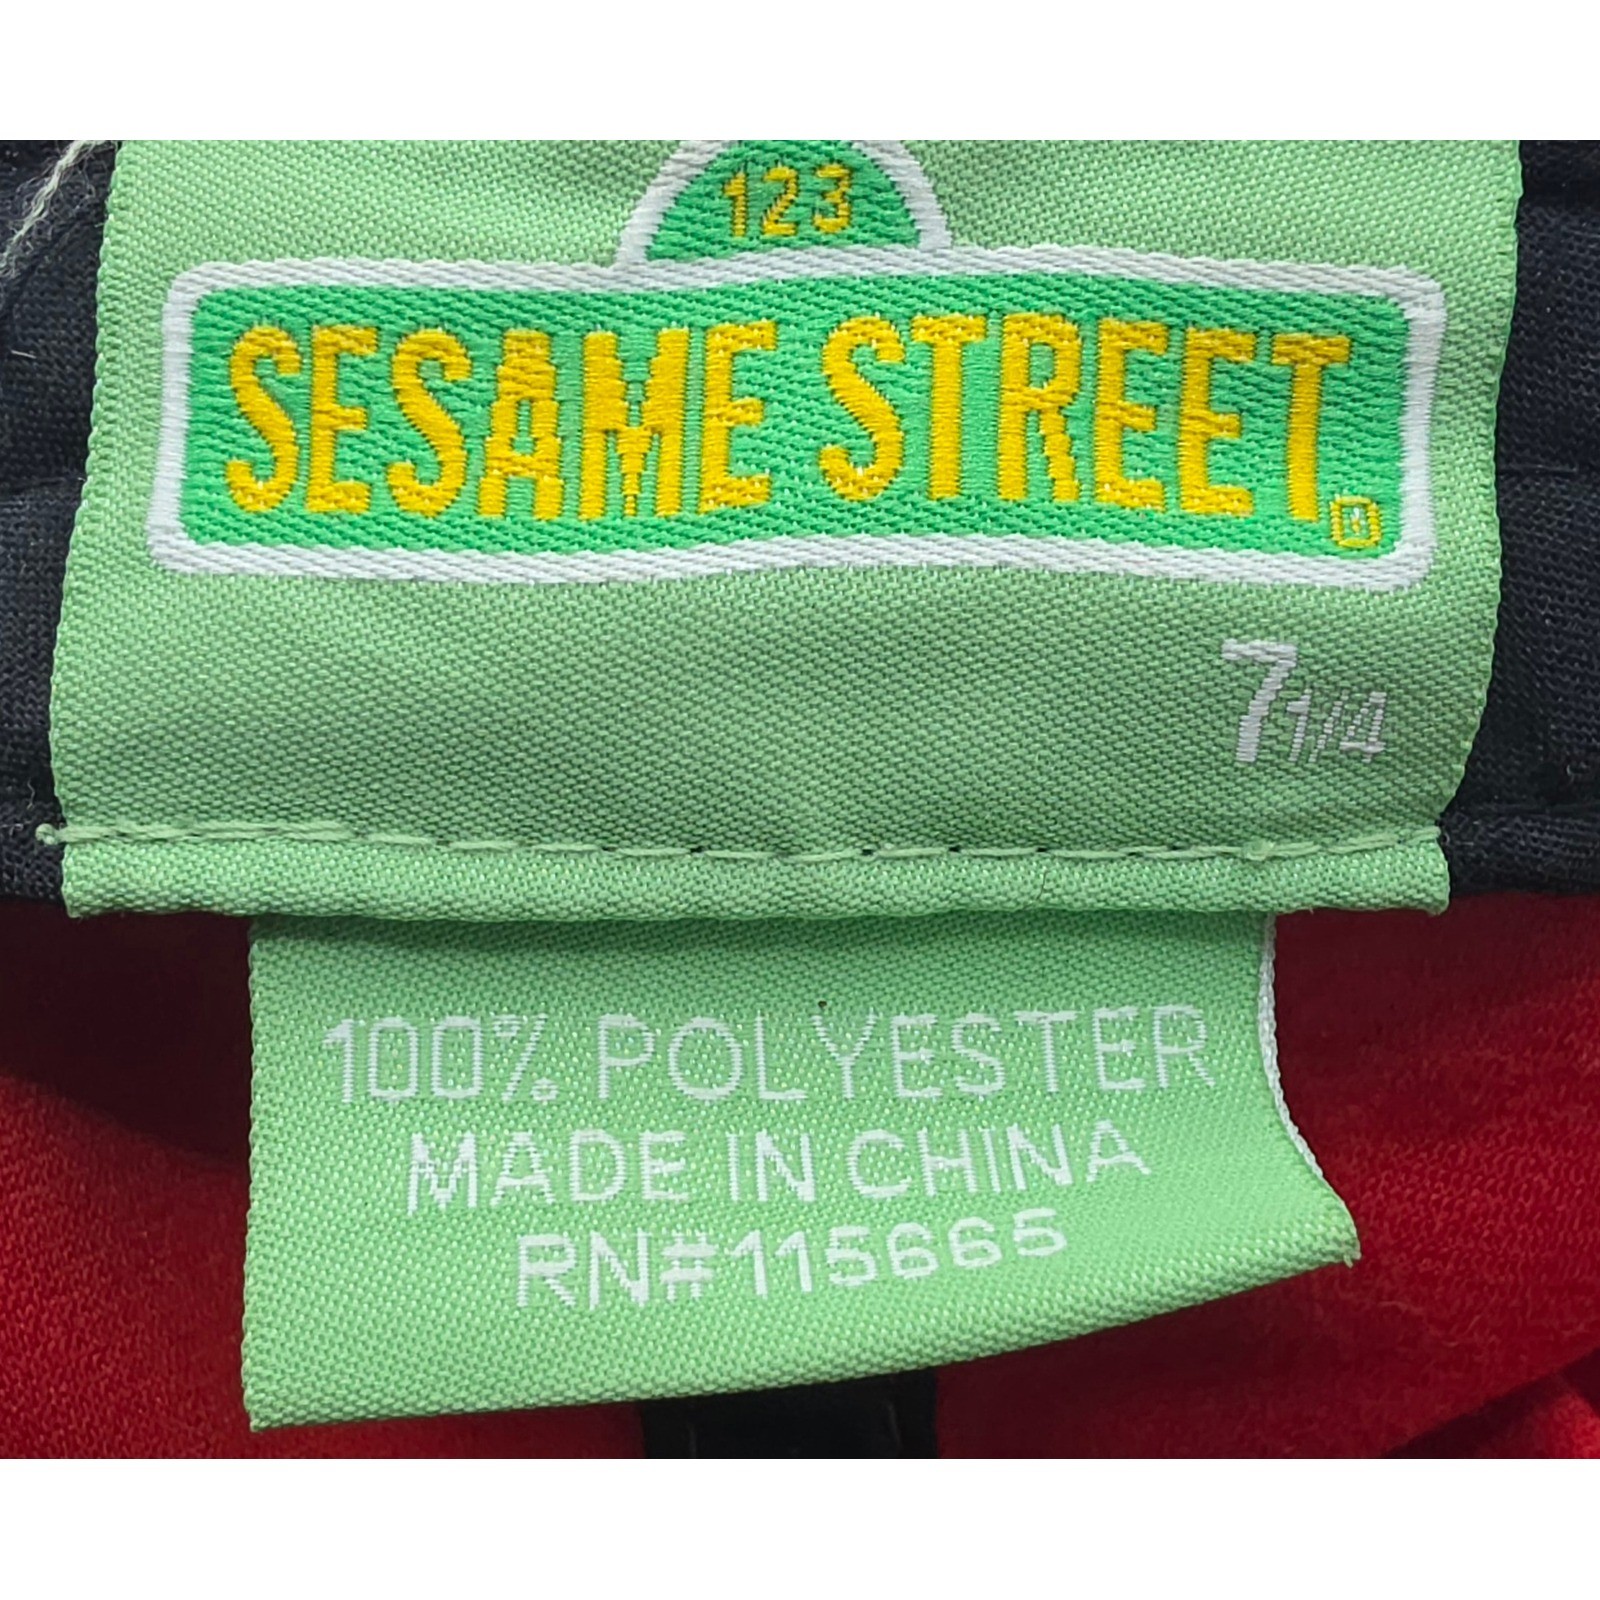 123
SESAME STREET®
7 1/4
100% POLYESTER
MADE IN CHINA
RN#115665